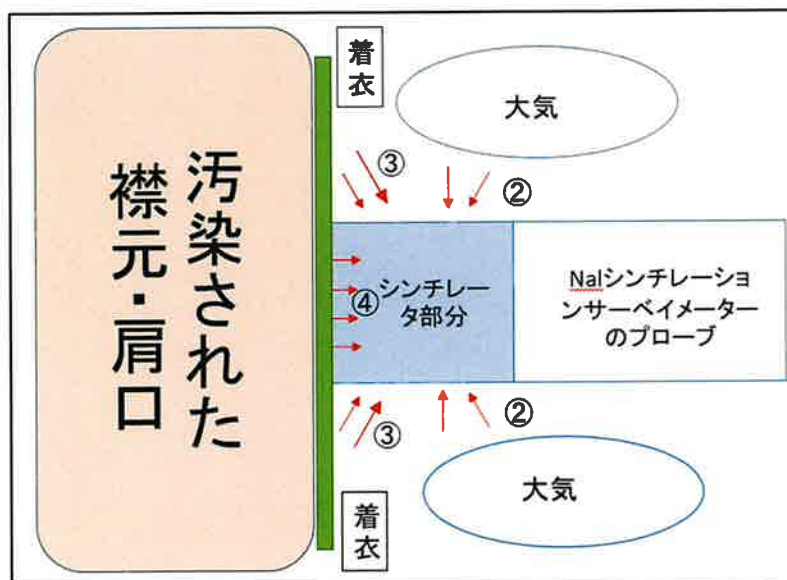 汚染された
襟元・肩口
着
衣
大気
③
②
④
シンチレー
タ部分
NaIシンチレーショ
ンサーベイメーター
のプローブ
②
③
大気
着
衣